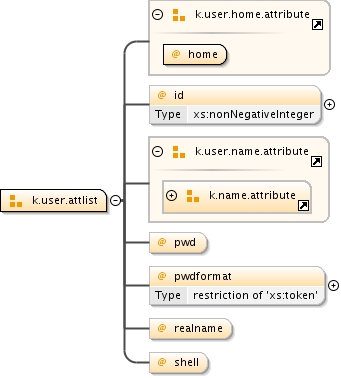 k.user.home.attribute
@ home
@ id
Type xs:nonNegativeInteger
k.user.name.attribute
k.user.attlist
k.name.attribute
@ pwd
@ pwdformat
Type restriction of 'xs:token'
@ realname
@ shell